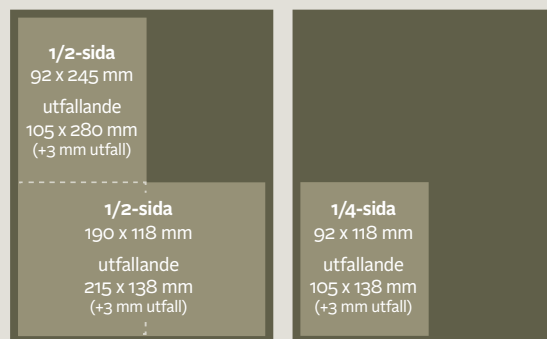 1/2-sida
92 x 245 mm
utfallande
105 x 280 mm
(+3 mm utfall)
1/2-sida
190 x 118 mm
utfallande
215 x 138 mm
(+3 mm utfall)
1/4-sida
92 x 118 mm
utfallande
105 x 138 mm
(+3 mm utfall)